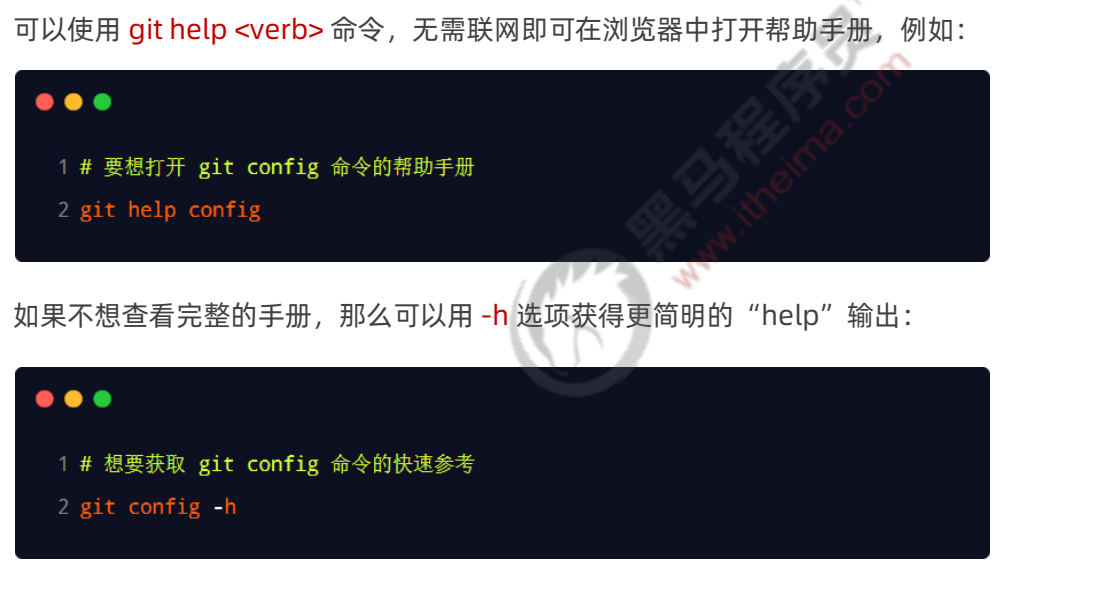 可以使用 git help <verb> 命令，无需联网即可在浏览器中打开帮助手册，例如：
1 # 要想打开 git config 命令的帮助手册
2 git help config
如果不想查看完整的手册，那么可以用 -h 选项获得更简明的“help”输出：
1 # 想要获取 git config 命令的快速参考
2 git config -h
黑马程序员
www.itheima.com